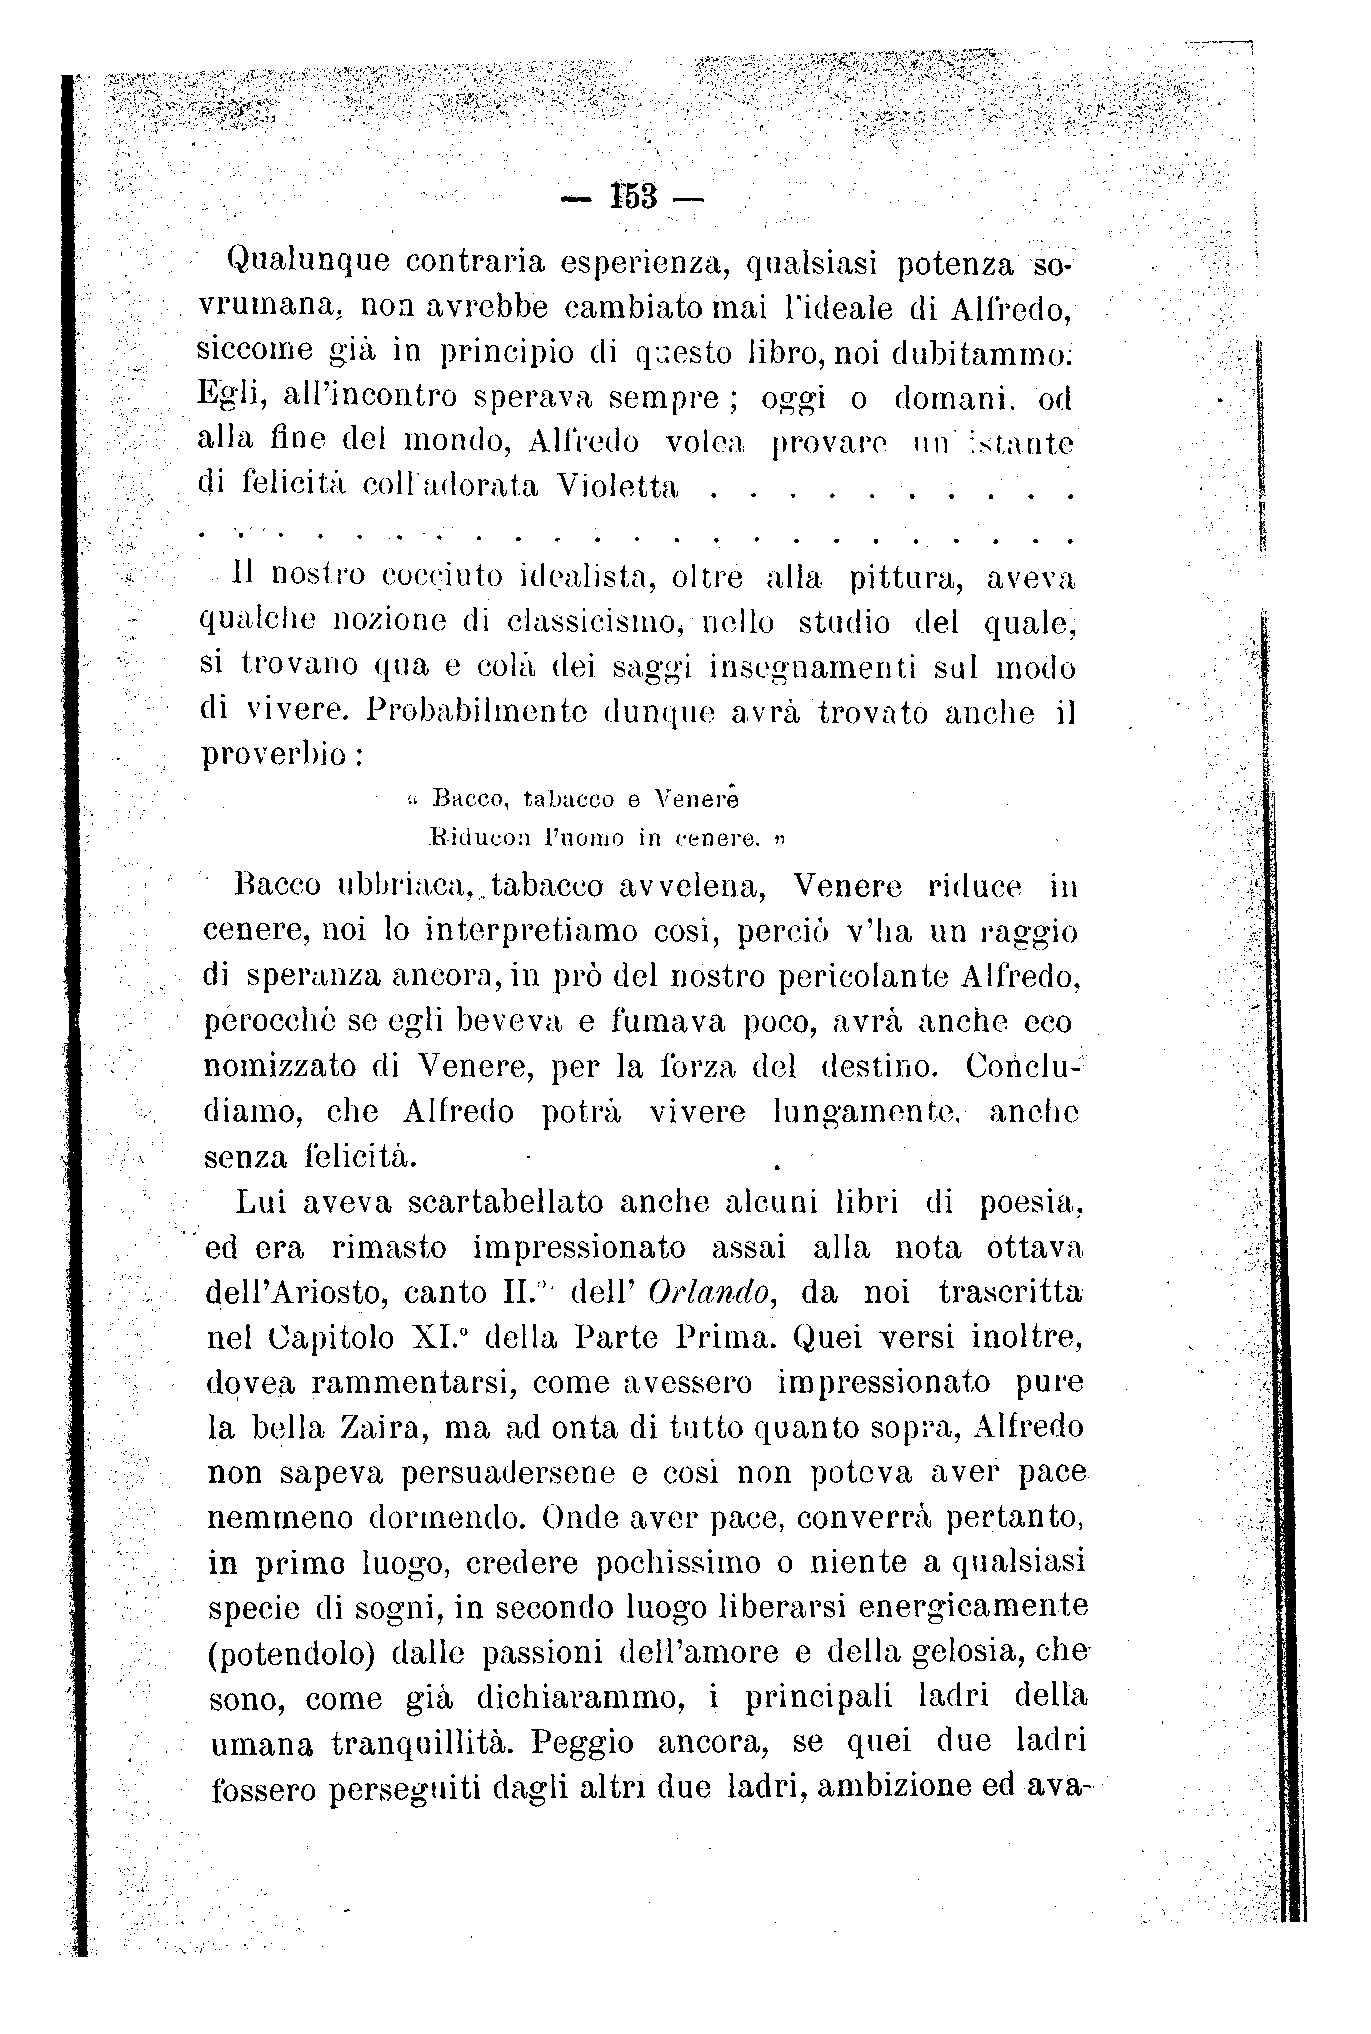 — 153 —
Qualunque contraria esperienza, qualsiasi potenza so-
vrumana, non avrebbe cambiato mai l'ideale di Alfredo,
siccome già in principio di questo libro, noi dubitammo.
Egli, all'incontro sperava sempre ; oggi o domani. od
alla fine del mondo, Alfredo volea provare un' istante
di felicità coll'adorata Violetta . . . . . . . . . .
. . . . . . . . . . . . . . . . . . . . . . .
Il nostro cocciuto idealista, oltre alla pittura, aveva
qualche nozione di classicismo, nello studio del quale,
si trovano qua e colà dei saggi insegnamenti sul modo
di vivere. Probabilmente dunque avrà trovato anche il
proverbio :
“ Bacco, tabacco e Venere
Riducon l'uomo in cenere. „
Bacco ubbriaca, tabacco avvelena, Venere riduce in
cenere, noi lo interpretiamo così, perciò v'ha un raggio
di speranza ancora, in prò del nostro pericolante Alfredo,
perocchè se egli beveva e fumava poco, avrà anche eco
nomizzato di Venere, per la forza del destino. Conclu-
diamo, che Alfredo potrà vivere lungamente. anche
senza felicità.
Lui aveva scartabellato anche alcuni libri di poesia,
ed era rimasto impressionato assai alla nota ottava
dell'Ariosto, canto II.° dell' Orlando, da noi trascritta
nel Capitolo XI.° della Parte Prima. Quei versi inoltre,
dovea rammentarsi, come avessero impressionato pure
la bella Zaira, ma ad onta di tutto quanto sopra, Alfredo
non sapeva persuadersene e così non poteva aver pace
nemmeno dormendo. Onde aver pace, converrà pertanto,
in primo luogo, credere pochissimo o niente a qualsiasi
specie di sogni, in secondo luogo liberarsi energicamente
(potendolo) dalle passioni dell'amore e della gelosia, che
sono, come già dichiarammo, i principali ladri della
umana tranquillità. Peggio ancora, se quei due ladri
fossero perseguiti dagli altri due ladri, ambizione ed ava-